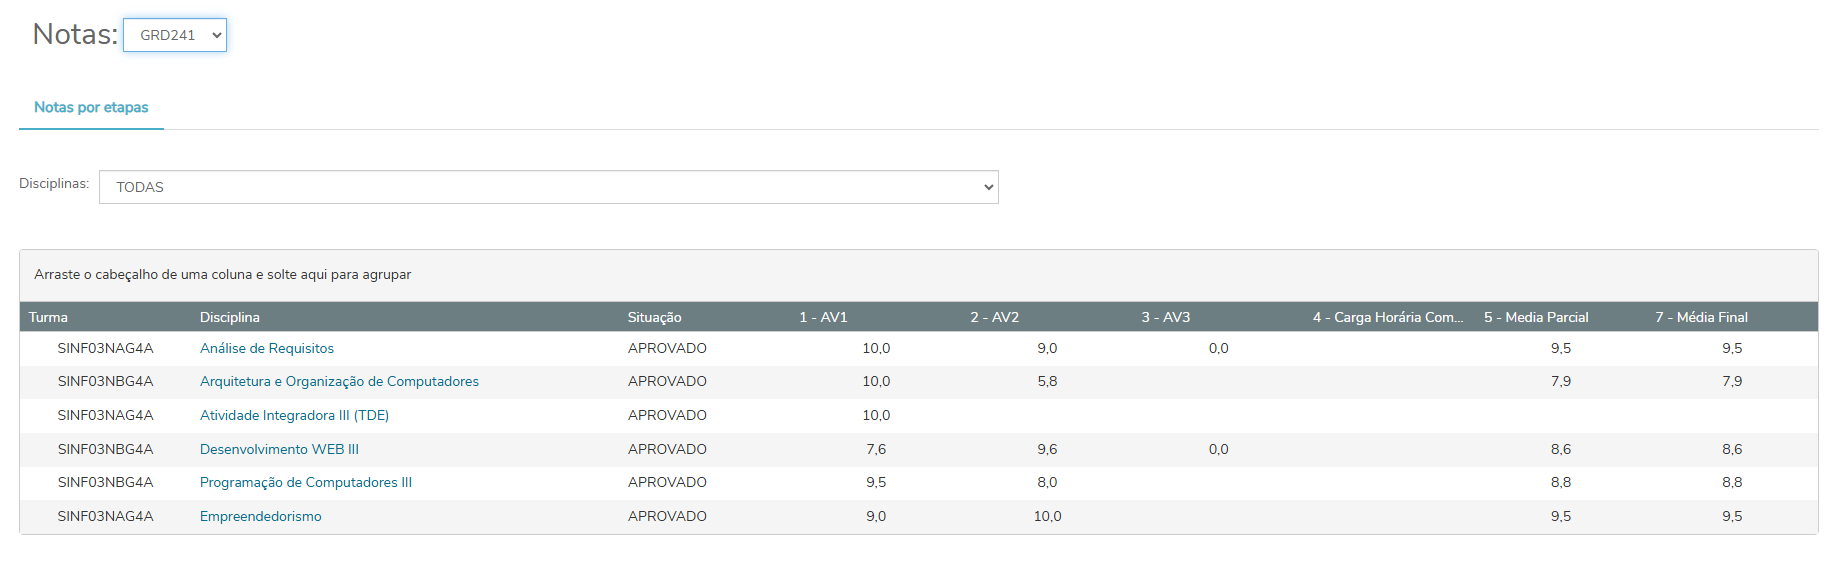 Notas: GRD241
Notas por etapas
Disciplinas: TODAS
Arraste o cabeçalho de uma coluna e solte aqui para agrupar
Turma Disciplina Situação 1 - AV1 2 - AV2 3 - AV3 4 - Carga Horária Com... 5 - Media Parcial 7 - Média Final
SINF03NAG4A Análise de Requisitos APROVADO 10,0 9,0 0,0 9,5 9,5
SINF03NBG4A Arquitetura e Organização de Computadores APROVADO 10,0 5,8 7,9 7,9
SINF03NAG4A Atividade Integradora III (TDE) APROVADO 10,0
SINF03NBG4A Desenvolvimento WEB III APROVADO 7,6 9,6 0,0 8,6 8,6
SINF03NBG4A Programação de Computadores III APROVADO 9,5 8,0 8,8 8,8
SINF03NAG4A Empreendedorismo APROVADO 9,0 10,0 9,5 9,5